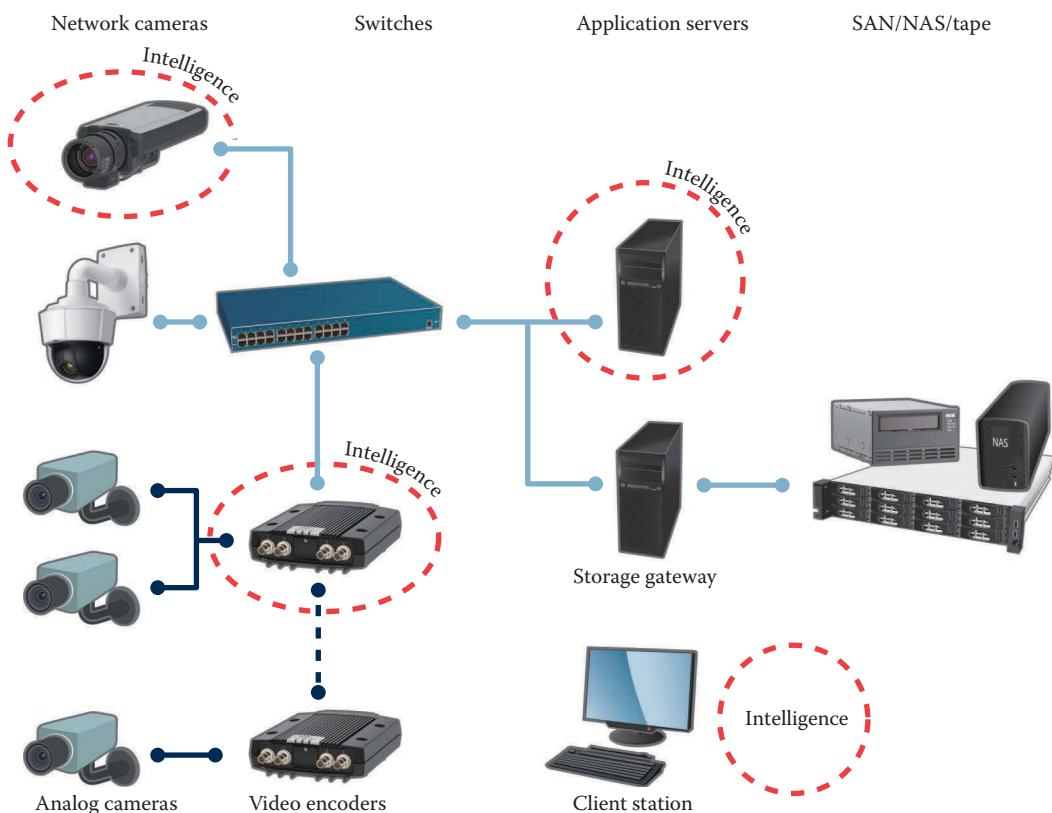 Network cameras
Switches
Application servers
SAN/NAS/tape
Intelligence
Intelligence
NAS
Intelligence
Storage gateway
Intelligence
Analog cameras
Video encoders
Client station